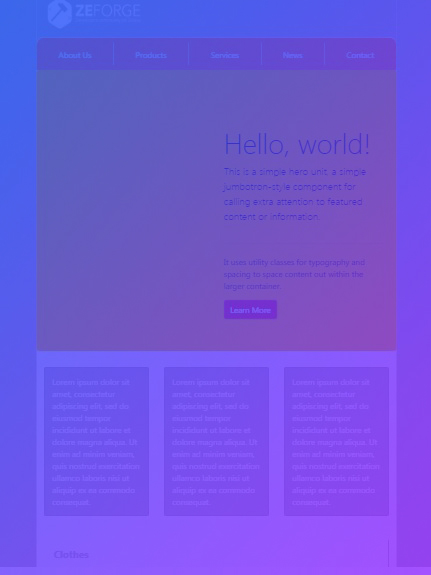 ZEFORGE
About Us Products Services News Contact
Hello, world!
This is a simple hero unit, a simple
jumbotron-style component for
calling extra attention to featured
content or information.
It uses utility classes for typography and
spacing to space content out within the
larger container.
Learn More
Lorem ipsum dolor sit
amet, consectetur
adipiscing elit, sed do
eiusmod tempor
incididunt ut labore et
dolore magna aliqua. Ut
enim ad minim veniam,
quis nostrud exercitation
ullamco laboris nisi ut
aliquip ex ea commodo
consequat.
Lorem ipsum dolor sit
amet, consectetur
adipiscing elit, sed do
eiusmod tempor
incididunt ut labore et
dolore magna aliqua. Ut
enim ad minim veniam,
quis nostrud exercitation
ullamco laboris nisi ut
aliquip ex ea commodo
consequat.
Lorem ipsum dolor sit
amet, consectetur
adipiscing elit, sed do
eiusmod tempor
incididunt ut labore et
dolore magna aliqua. Ut
enim ad minim veniam,
quis nostrud exercitation
ullamco laboris nisi ut
aliquip ex ea commodo
consequat.
Clothes